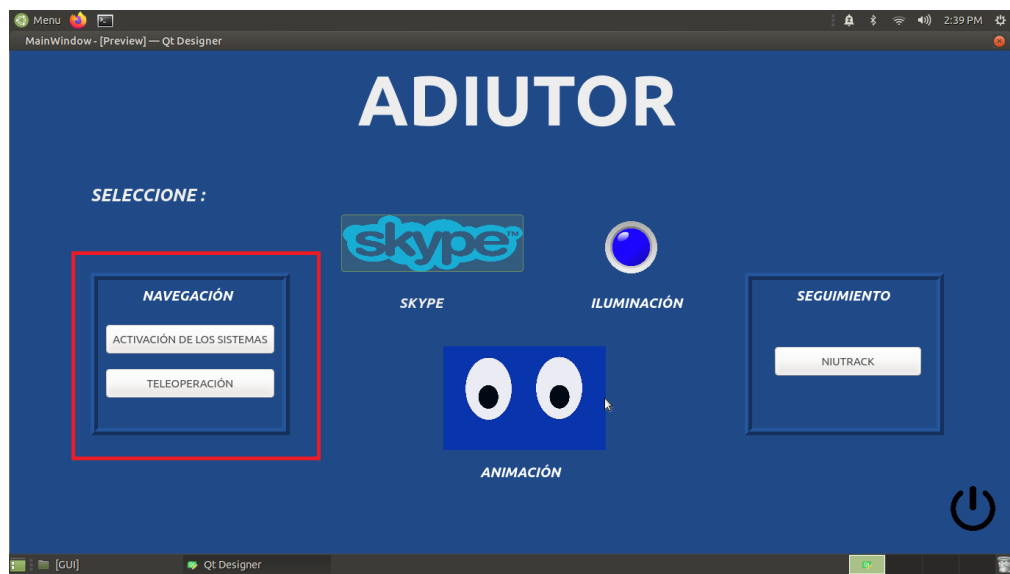 Menu 2:39 PM
MainWindow - [Preview] — Qt Designer
ADIUTOR
SELECCIONE :
skype™
NAVEGACIÓN
ACTIVACIÓN DE LOS SISTEMAS
TELEOPERACIÓN
SKYPE
ILUMINACIÓN
SEGUIMIENTO
NIUTRACK
ANIMACIÓN
[GUI] Qt Designer